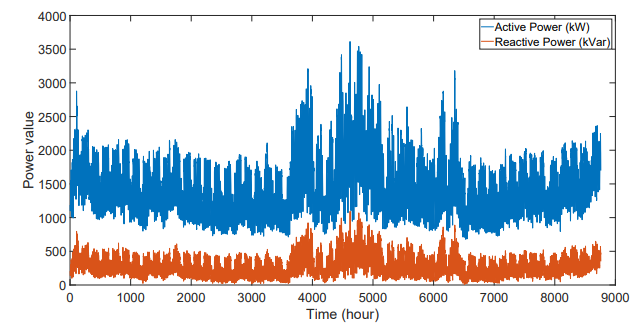 4000
3500
3000
2500
2000
1500
1000
500
0
Power value
Active Power (kW)
Reactive Power (kVar)
0 1000 2000 3000 4000 5000 6000 7000 8000 9000
Time (hour)